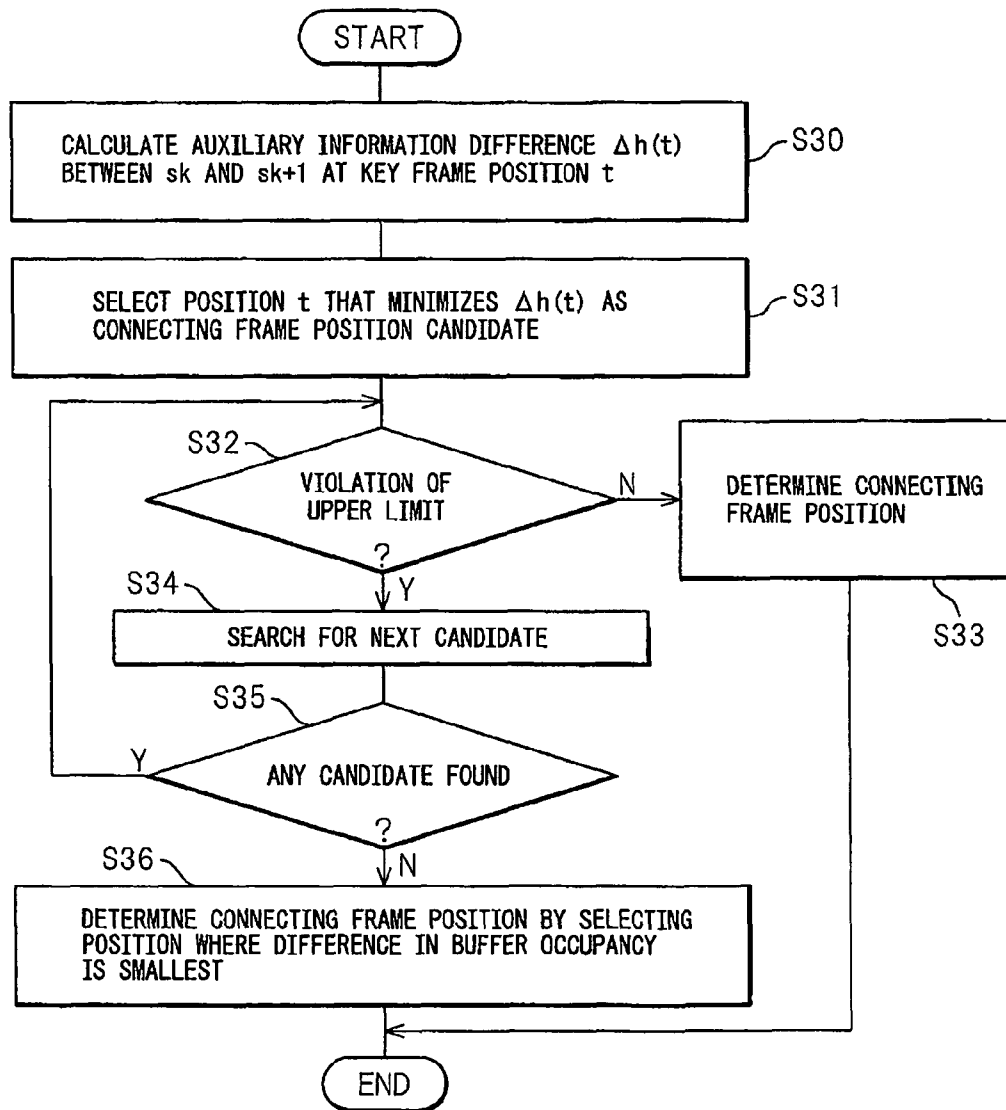 START
CALCULATE AUXILIARY INFORMATION DIFFERENCE Δh(t)
BETWEEN sk AND sk+1 AT KEY FRAME POSITION t
S30
SELECT POSITION t THAT MINIMIZES Δh(t) AS
CONNECTING FRAME POSITION CANDIDATE
S31
S32
VIOLATION OF
UPPER LIMIT
?
N
Y
DETERMINE CONNECTING
FRAME POSITION
S33
S34
SEARCH FOR NEXT CANDIDATE
S35
Y
ANY CANDIDATE FOUND
?
N
S36
DETERMINE CONNECTING FRAME POSITION BY SELECTING
POSITION WHERE DIFFERENCE IN BUFFER OCCUPANCY
IS SMALLEST
END